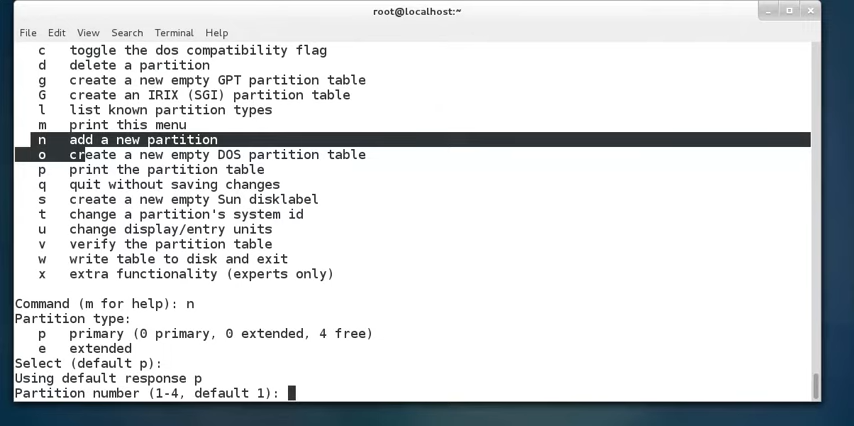 root@localhost:~
File Edit View Search Terminal Help
c toggle the dos compatibility flag
d delete a partition
g create a new empty GPT partition table
G create an IRIX (SGI) partition table
l list known partition types
m print this menu
n add a new partition
o create a new empty DOS partition table
p print the partition table
q quit without saving changes
s create a new empty Sun disklabel
t change a partition's system id
u change display/entry units
v verify the partition table
w write table to disk and exit
x extra functionality (experts only)
Command (m for help): n
Partition type:
p primary (0 primary, 0 extended, 4 free)
e extended
Select (default p):
Using default response p
Partition number (1-4, default 1):